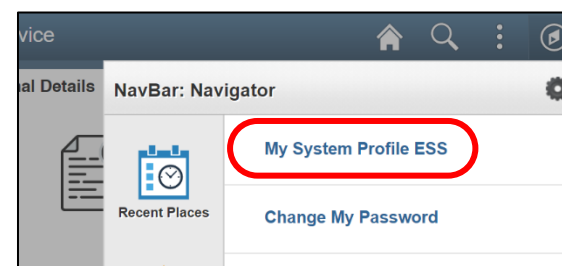 vice
al Details
NavBar: Navigator
My System Profile ESS
Recent Places
Change My Password